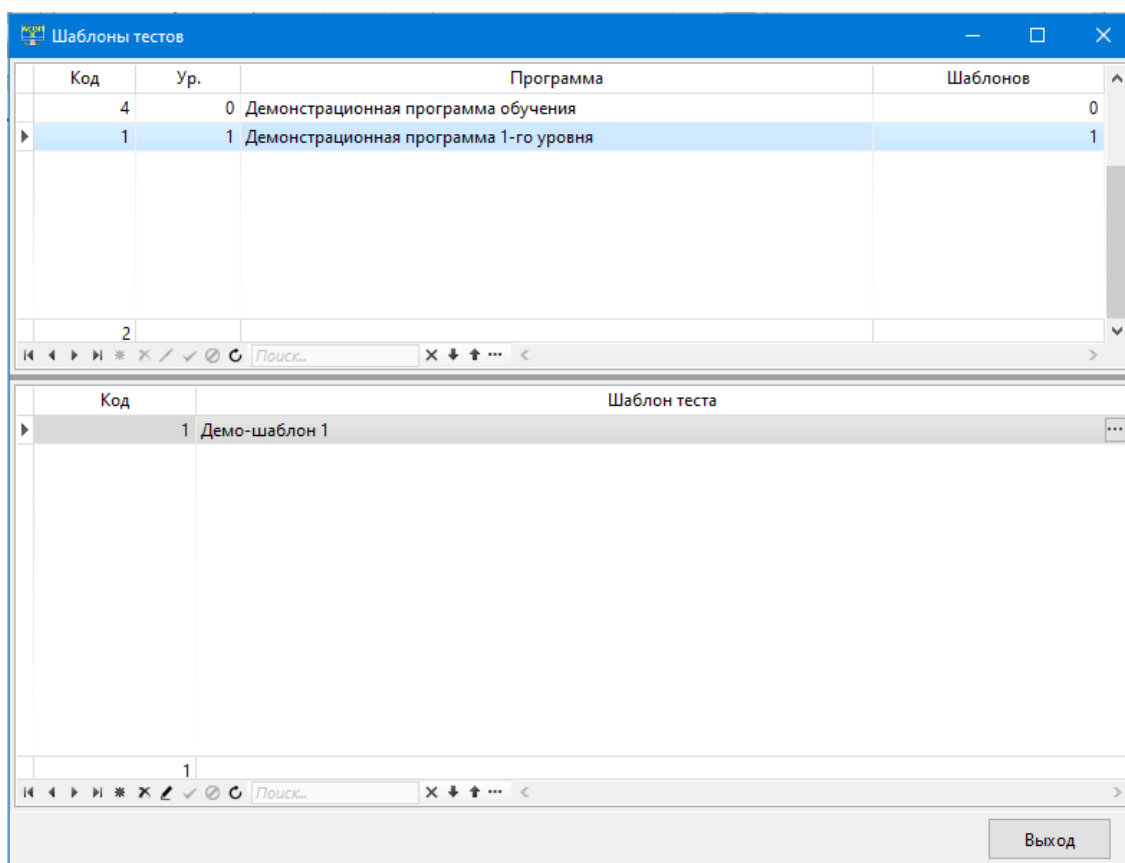 Шаблоны тестов
Код Ур. Программа Шаблонов
4 0 Демонстрационная программа обучения 0
1 1 Демонстрационная программа 1-го уровня 1
2
Поиск...
Код Шаблон теста
1 Демо-шаблон 1
1
Поиск...
Выход